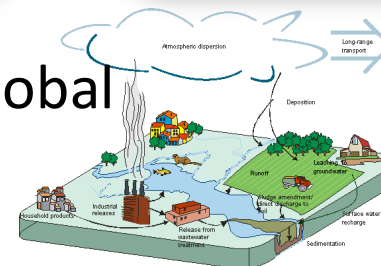 Atmospheric dispersion
Long-range
transport
obal
Deposition
Leaching to
groundwater
Runoff
Sludge amendment/
direct discharge to
soil
Household products
Industrial
releases
Release from
wastewater
treatment
Surface water
recharge
Sedimentation